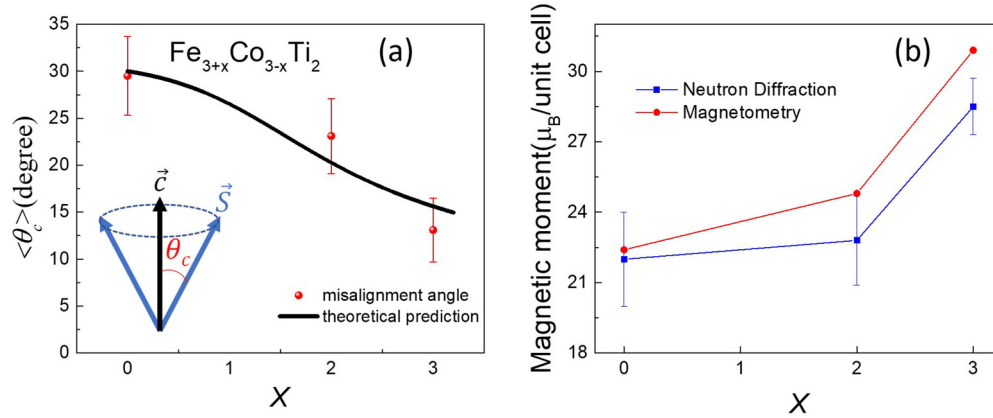 35
30
25
20
15
10
5
0
<θc>(degree)
Fe3+xCo3-xTi2
(a)
c⃗
S⃗
θc
misalignment angle
theoretical prediction
0 1 2 3
X
Magnetic moment(μB/unit cell)
30
27
24
21
18
(b)
Neutron Diffraction
Magnetometry
0 1 2 3
X